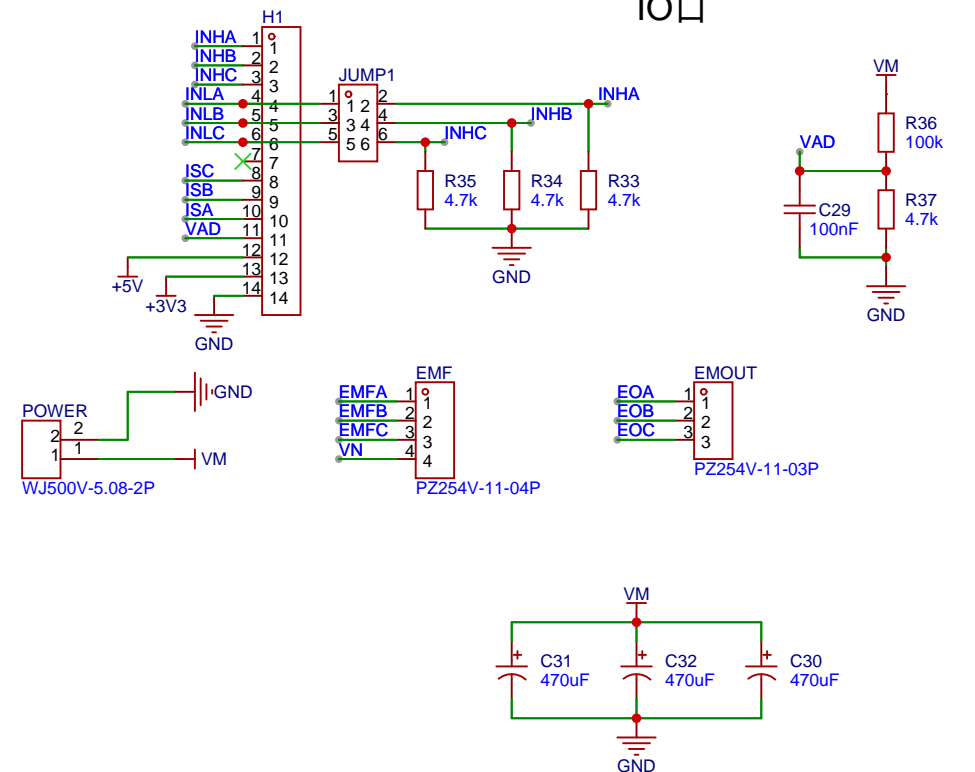 IO口
H1
INHA 1 1
INHB 2 2
INHC 3 3
INLA 4 4
INLB 5 5
INLC 6 6
7 7
ISC 8 8
ISB 9 9
ISA 10 10
VAD 11 11
12 12
13 13
14 14
+5V
+3V3
GND
JUMP1
1 1 2 2
3 3 4 4
5 5 6 6
INHA
INHB
INHC
R35
4.7k
R34
4.7k
R33
4.7k
GND
VM
R36
100k
VAD
C29
100nF
R37
4.7k
GND
POWER
2 2
1 1
WJ500V-5.08-2P
GND
VM
EMF
EMFA 1 1
EMFB 2 2
EMFC 3 3
VN 4 4
PZ254V-11-04P
EMOUT
EOA 1 1
EOB 2 2
EOC 3 3
PZ254V-11-03P
VM
+ C31
470uF
+ C32
470uF
+ C30
470uF
GND